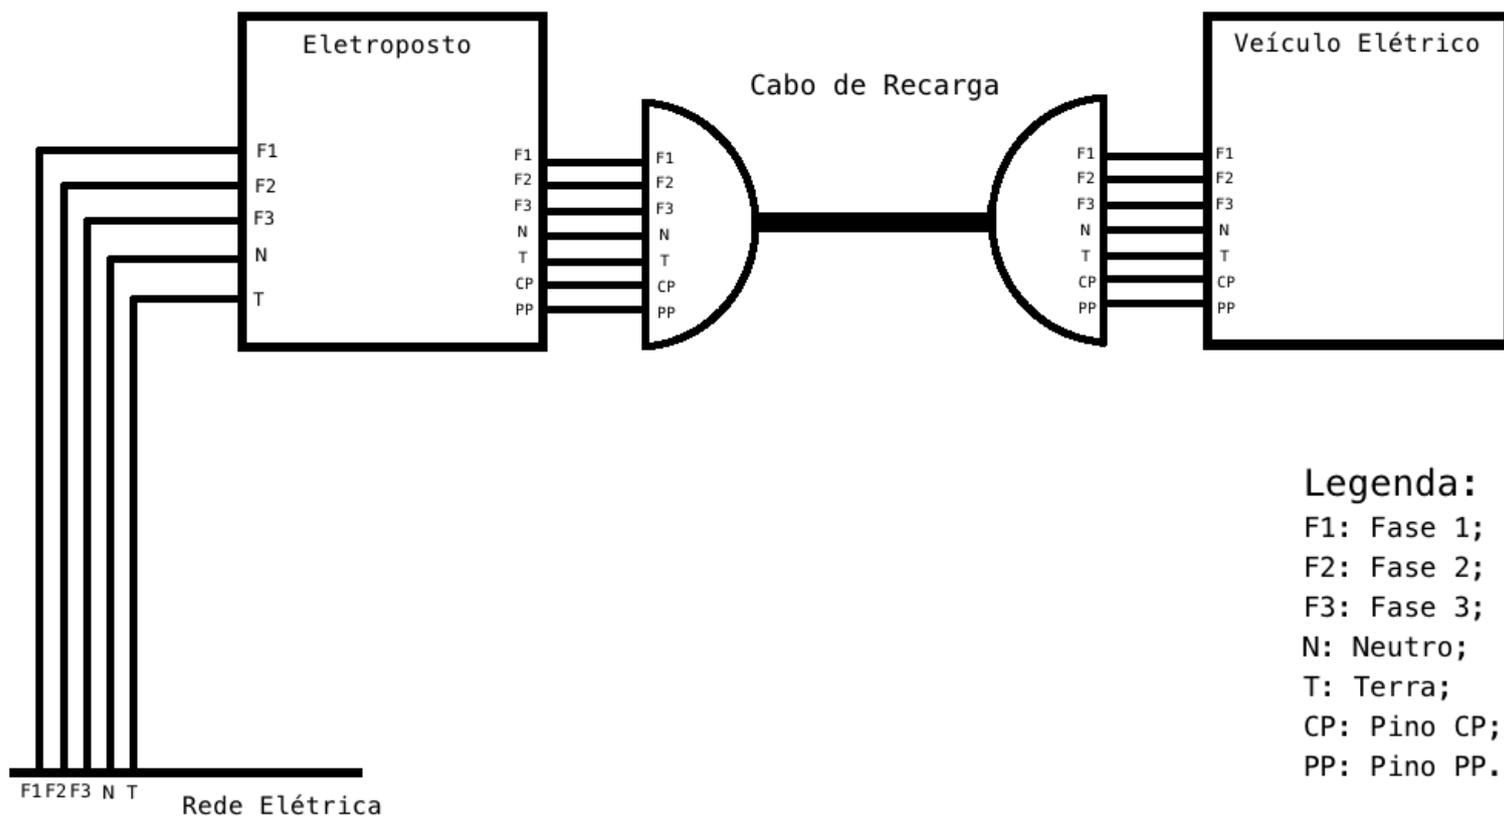 Eletroposto
Veículo Elétrico
Cabo de Recarga
F1
F2
F3
N
T
F1
F2
F3
N
T
CP
PP
F1
F2
F3
N
T
CP
PP
F1
F2
F3
N
T
CP
PP
F1
F2
F3
N
T
CP
PP
Legenda:
F1: Fase 1;
F2: Fase 2;
F3: Fase 3;
N: Neutro;
T: Terra;
CP: Pino CP;
PP: Pino PP.
F1 F2 F3 N T
Rede Elétrica